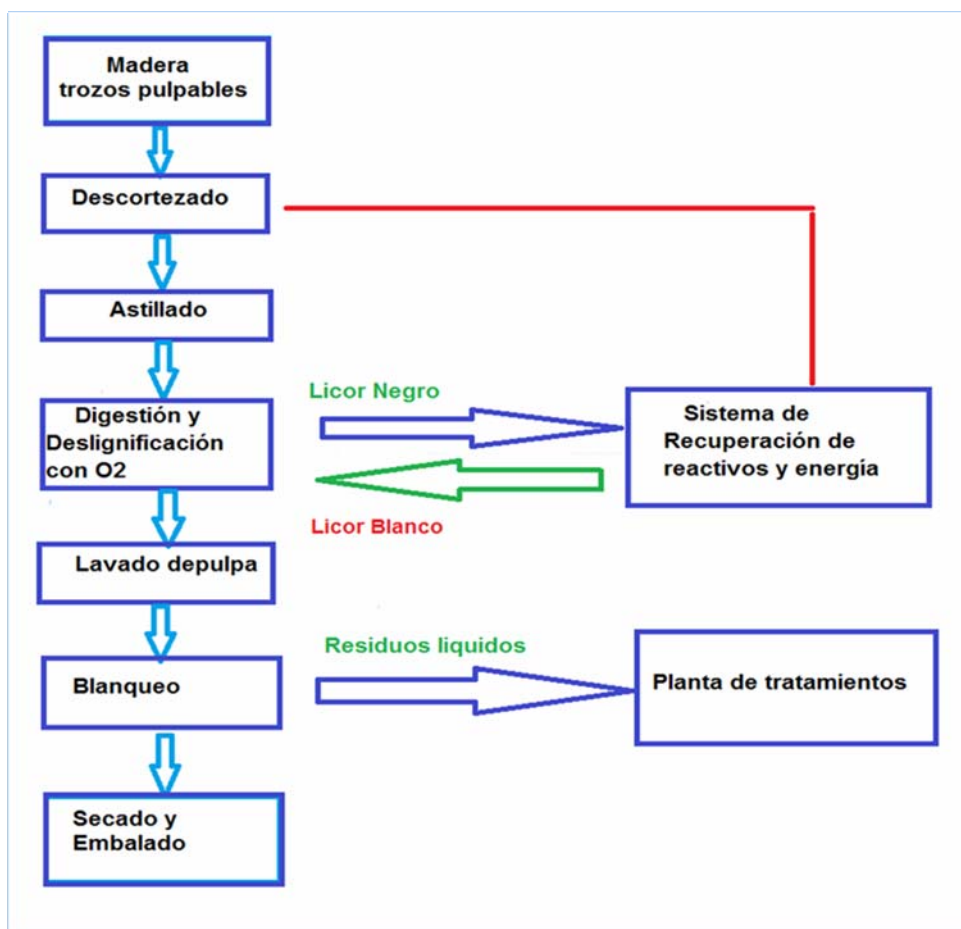 Madera
trozos pulpables
Descortezado
Astillado
Digestión y
Deslignificación
con O2
Licor Negro
Licor Blanco
Sistema de
Recuperación de
reactivos y energía
Lavado depulpa
Blanqueo
Residuos liquidos
Planta de tratamientos
Secado y
Embalado